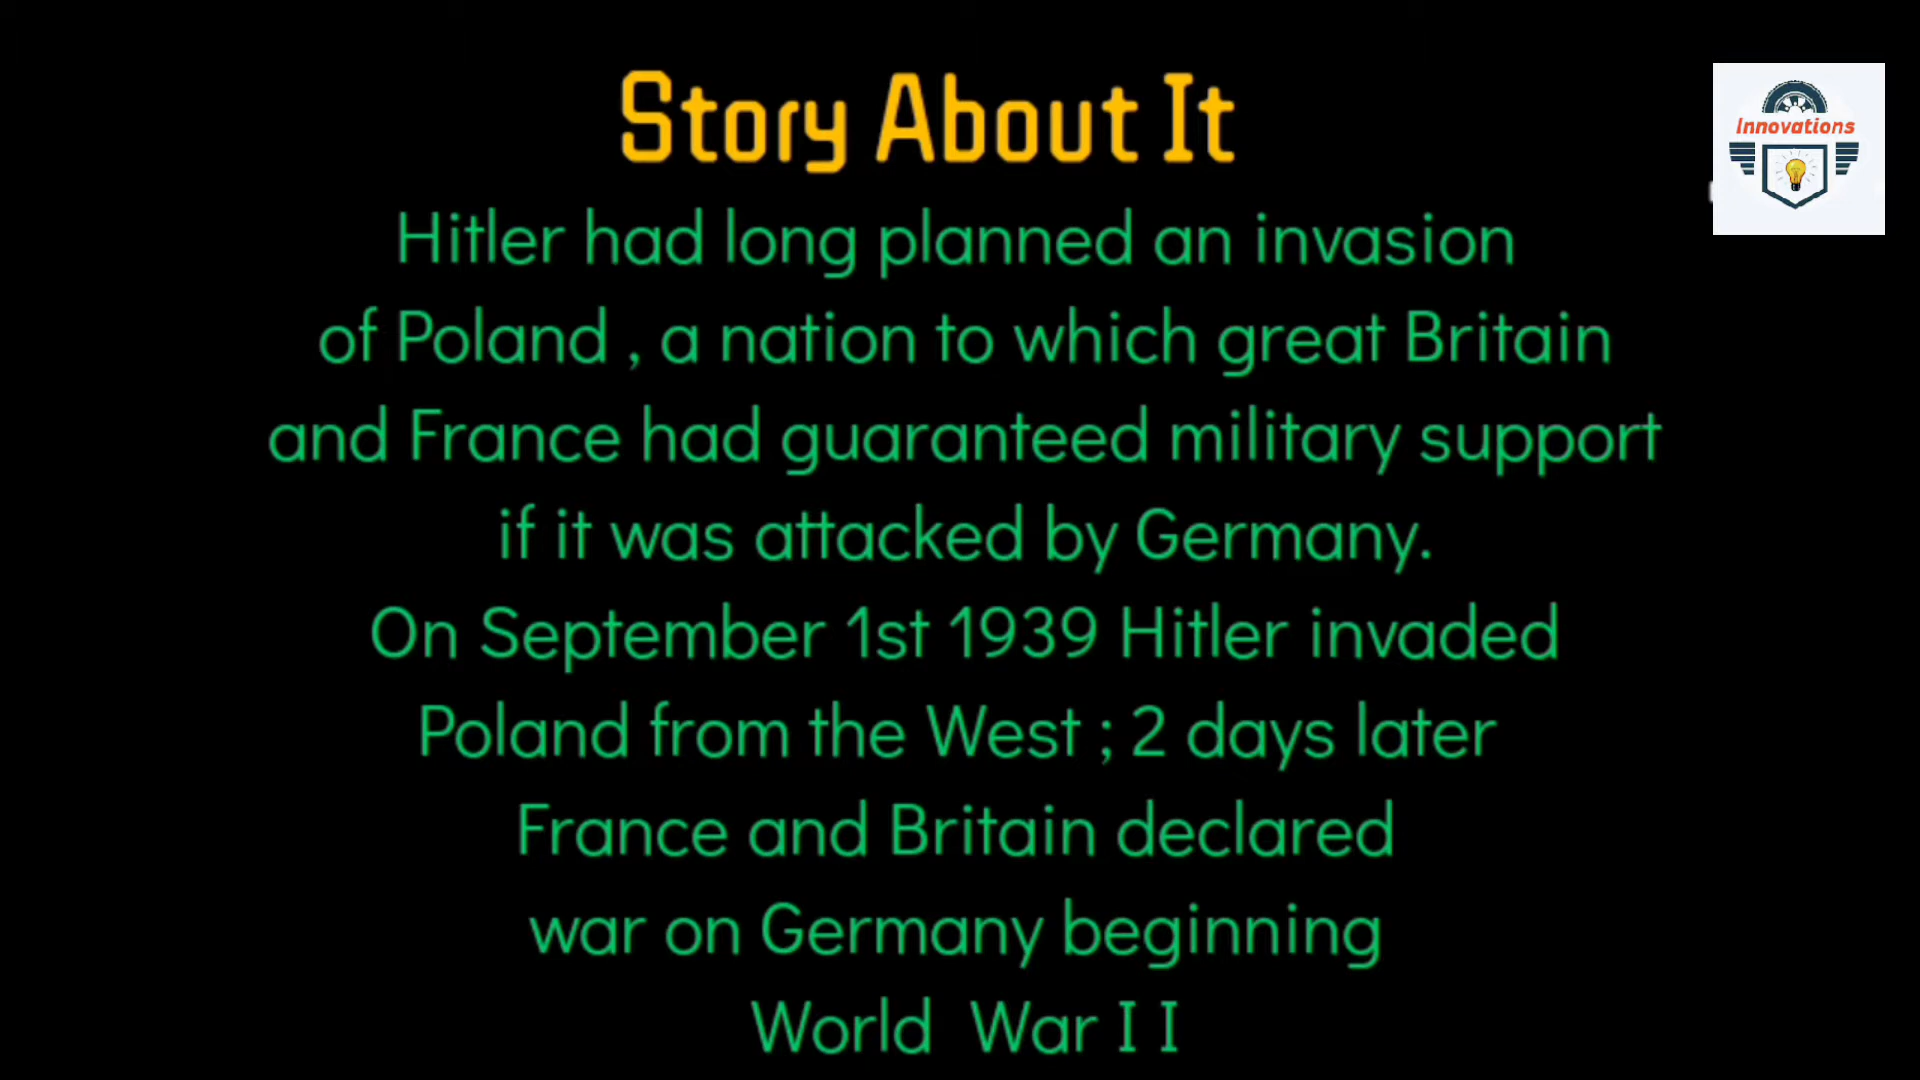 Story About It
Innovations
Hitler had long planned an invasion
of Poland , a nation to which great Britain
and France had guaranteed military support
if it was attacked by Germany.
On September 1st 1939 Hitler invaded
Poland from the West ; 2 days later
France and Britain declared
war on Germany beginning
World War I I